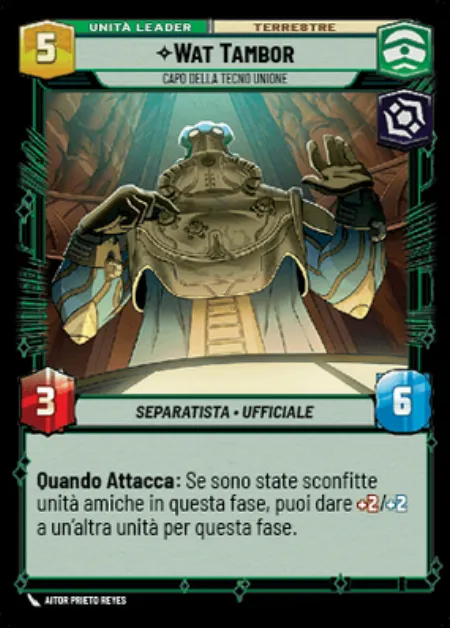 UNITÀ LEADER
TERRESTRE
5
WAT TAMBOR
CAPO DELLA TECNO UNIONE
3
SEPARATISTA • UFFICIALE
6
Quando Attacca: Se sono state sconfitte
unità amiche in questa fase, puoi dare +2/+2
a un'altra unità per questa fase.
AITOR PRIETO REYES